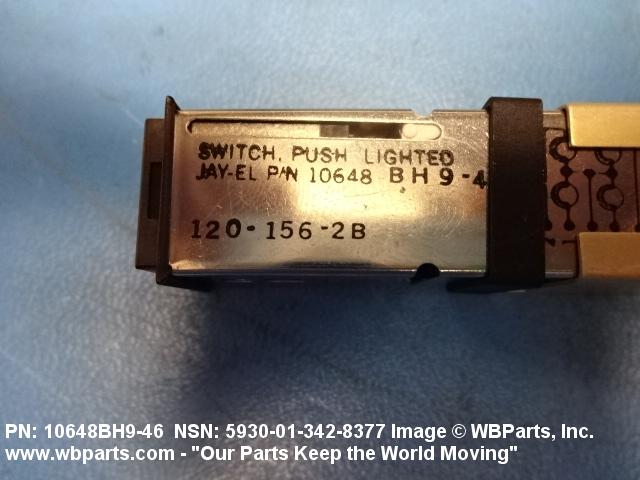 SWITCH, PUSH LIGHTED
JAY-EL P/N 10648 BH9-4
120-156-2B
PN: 10648BH9-46 NSN: 5930-01-342-8377 Image © WBParts, Inc.
www.wbparts.com - "Our Parts Keep the World Moving"